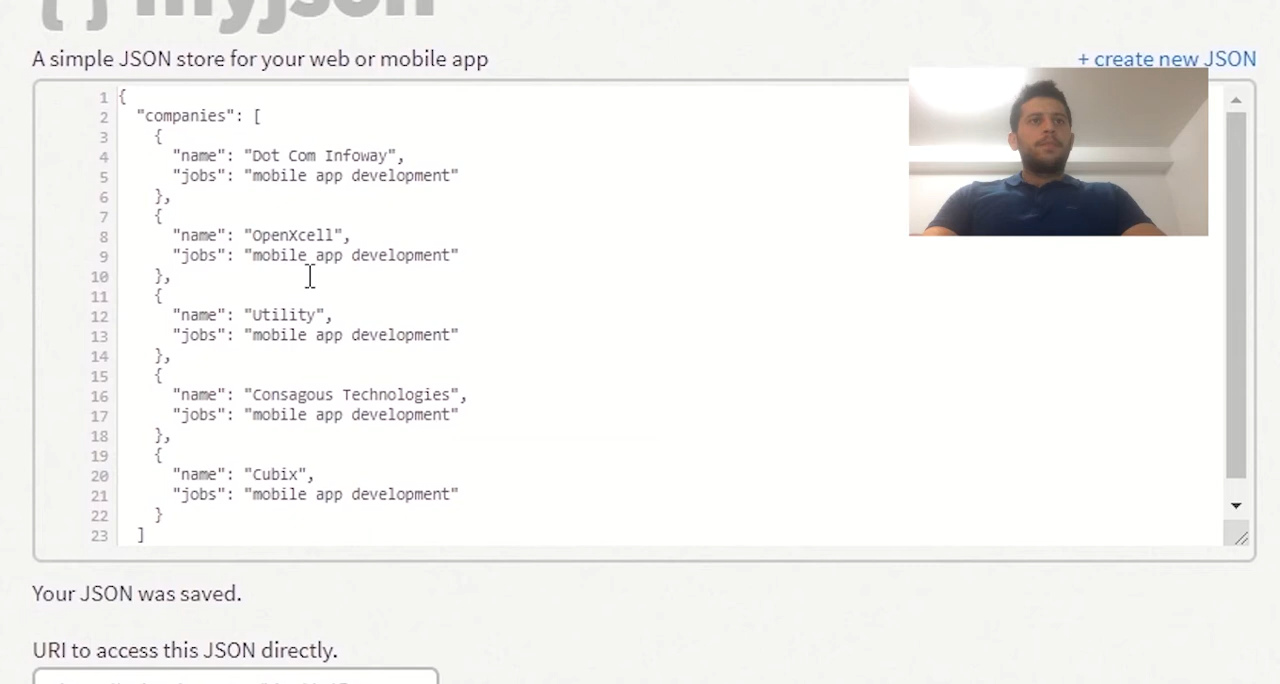 { } myjson
A simple JSON store for your web or mobile app
+ create new JSON
1 {
2 "companies": [
3 {
4 "name": "Dot Com Infoway",
5 "jobs": "mobile app development"
6 },
7 {
8 "name": "OpenXcell",
9 "jobs": "mobile app development"
10 },
11 {
12 "name": "Utility",
13 "jobs": "mobile app development"
14 },
15 {
16 "name": "Consagous Technologies",
17 "jobs": "mobile app development"
18 },
19 {
20 "name": "Cubix",
21 "jobs": "mobile app development"
22 }
23 ]
Your JSON was saved.
URI to access this JSON directly.